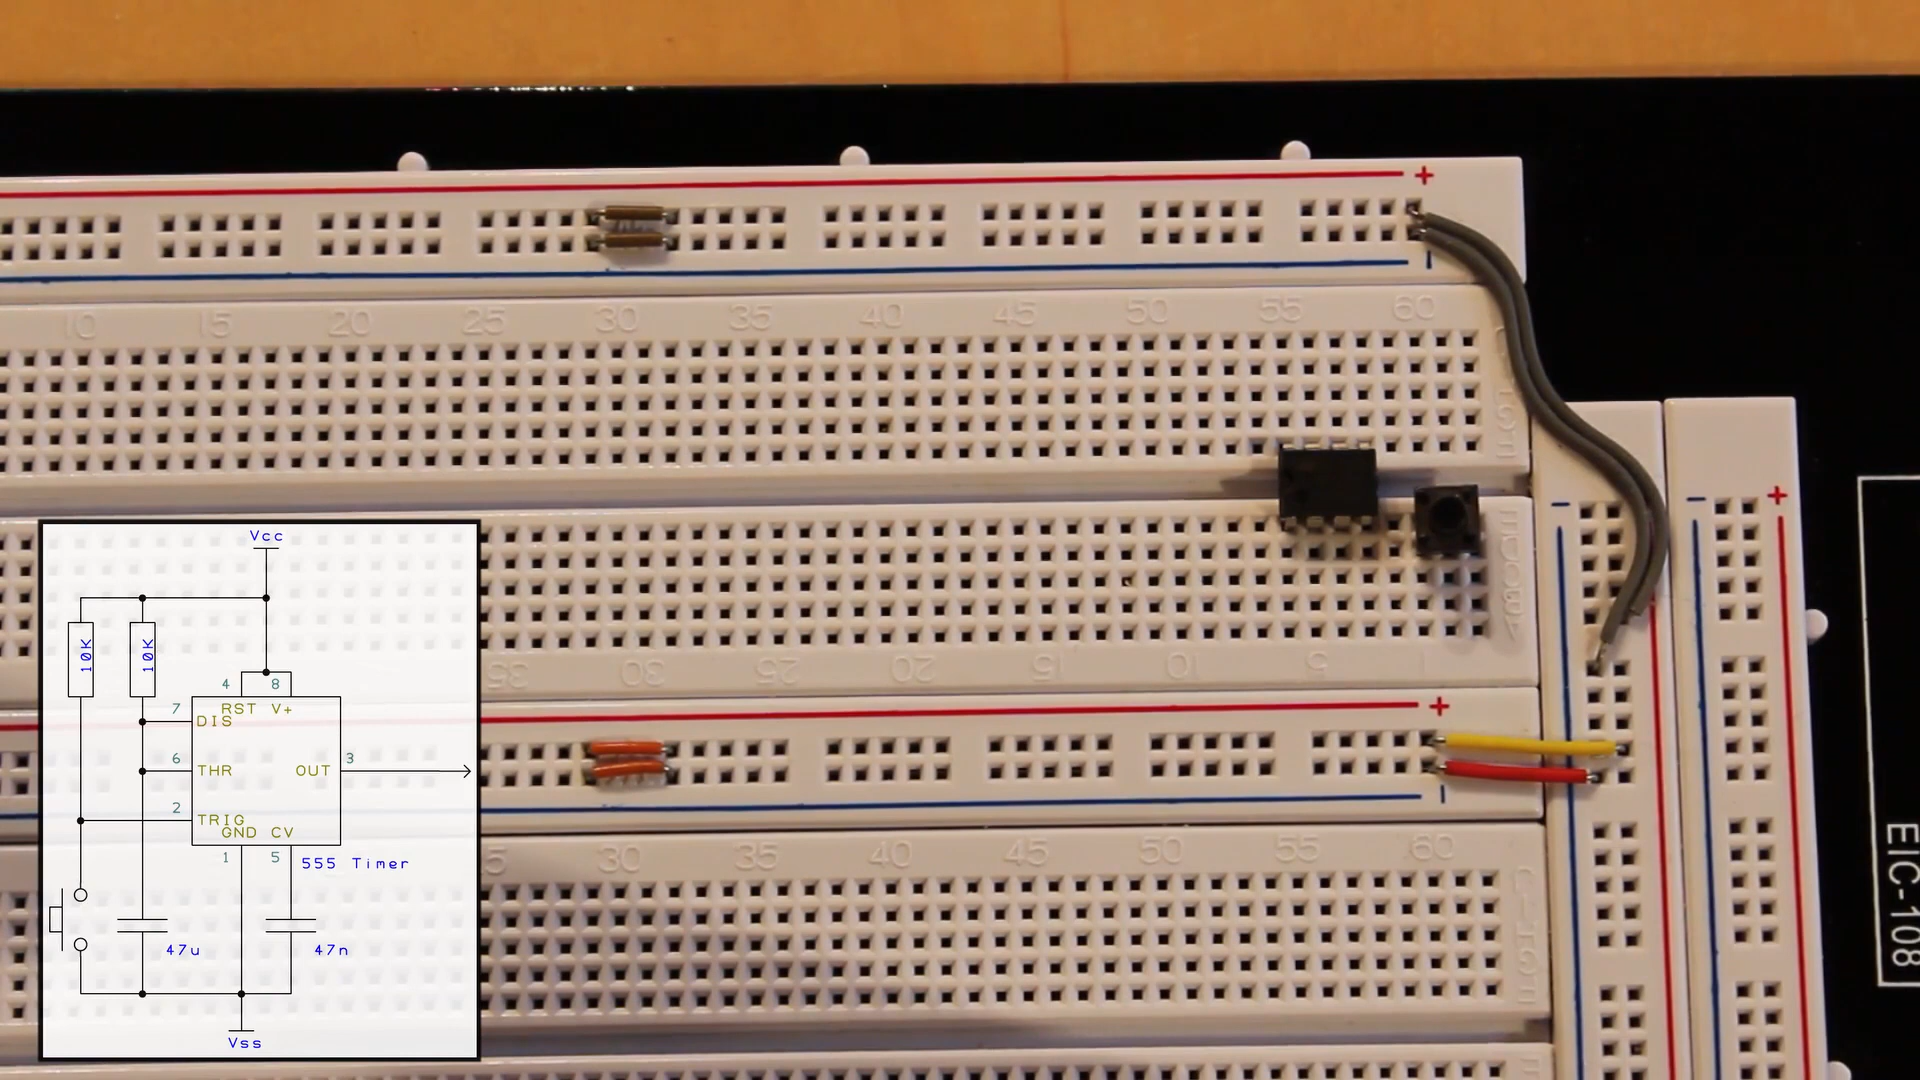 +
10 15 20 25 30 35 40 45 50 55 60
- +
Vcc
10K 10K
4 8
RST V+
7
DIS
6 3
THR OUT
2
TRIG
GND CV
1 5
555 Timer
47u 47n
Vss
35 30 25 20 15 10 5 1
+
30 35 40 45 50 55 60
EIC-108